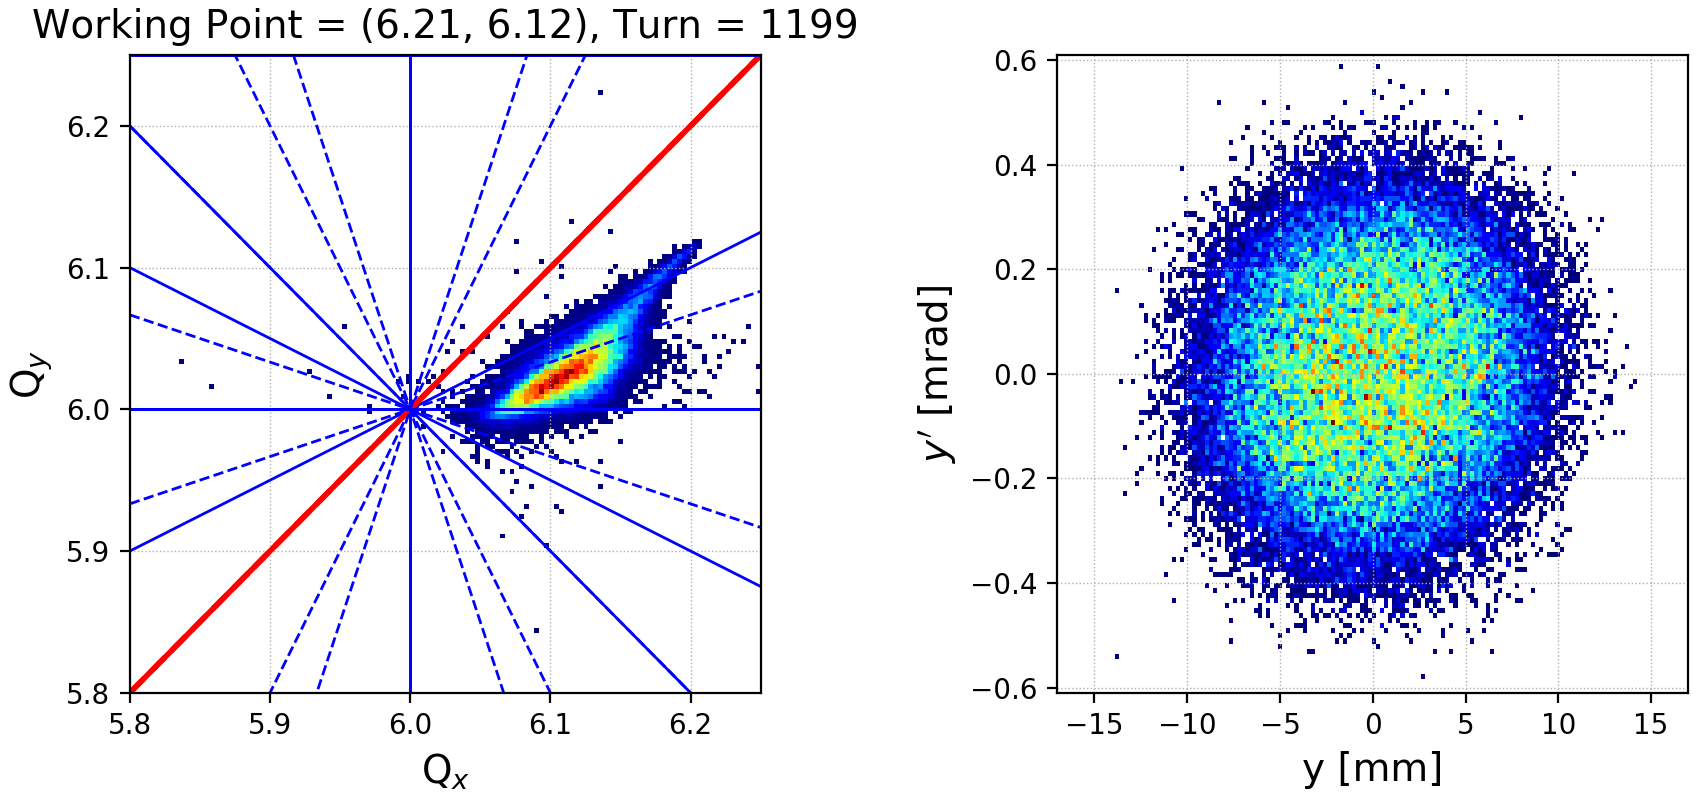 Working Point = (6.21, 6.12), Turn = 1199
6.2
6.1
6.0
5.9
5.8
Qy
5.8 5.9 6.0 6.1 6.2
Qx
0.6
0.4
0.2
0.0
−0.2
−0.4
−0.6
y′ [mrad]
−15 −10 −5 0 5 10 15
y [mm]